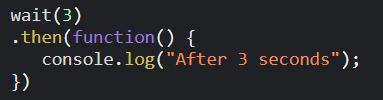 wait(3)
.then(function() {
   console.log("After 3 seconds");
})